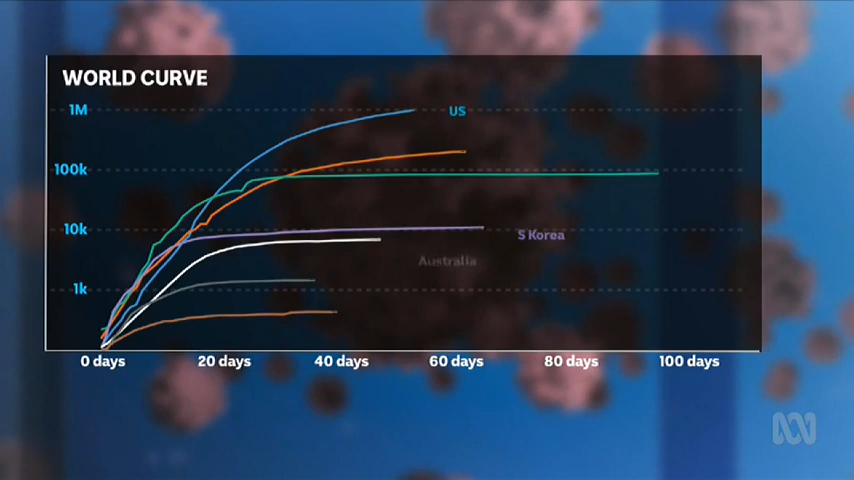 WORLD CURVE
1M
US
100k
10k
S Korea
Australia
1k
0 days 20 days 40 days 60 days 80 days 100 days